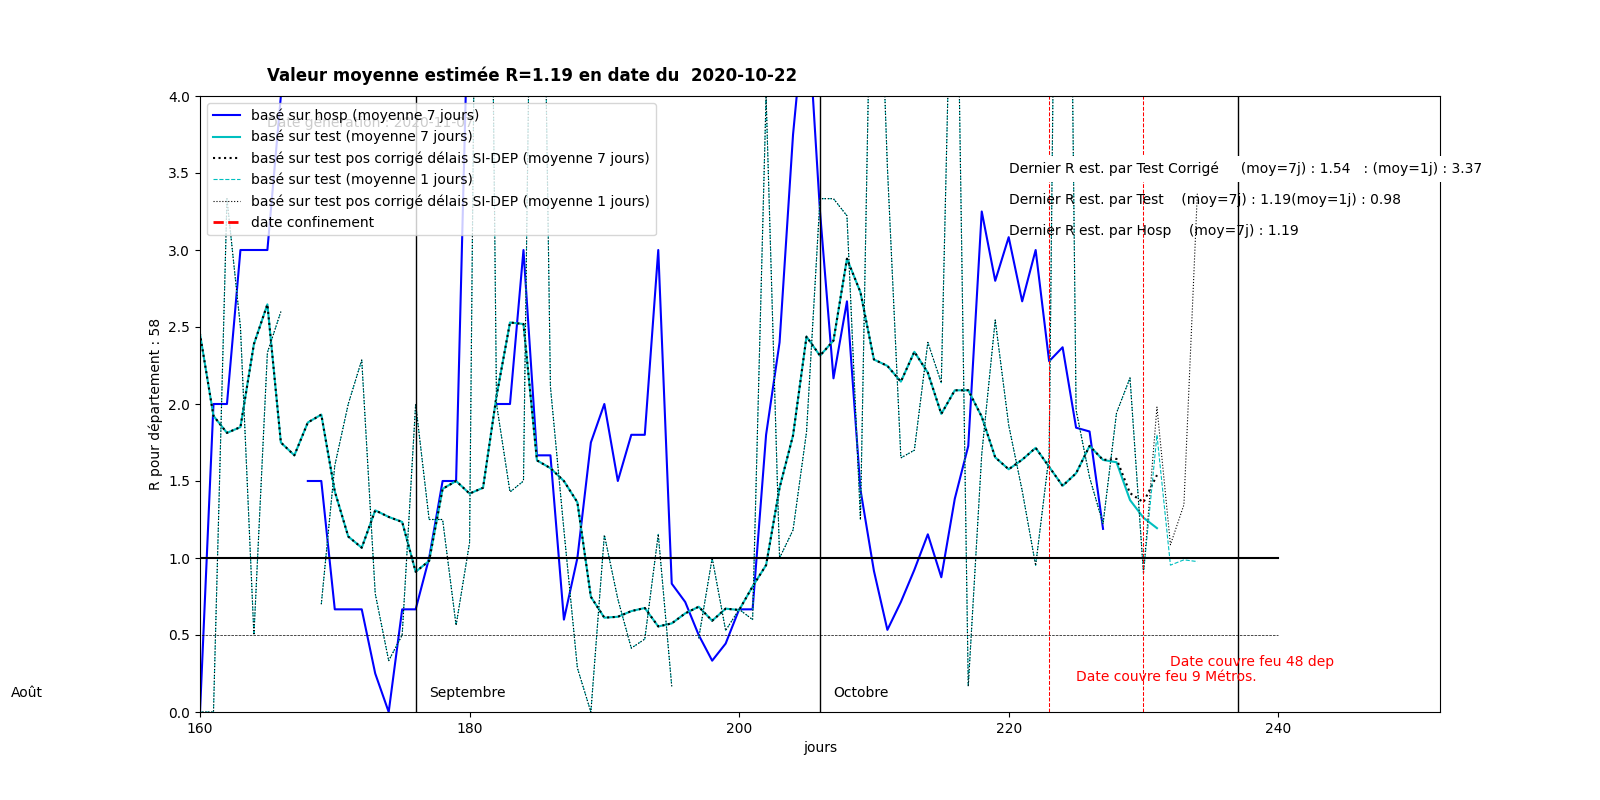 Valeur moyenne estimée R=1.19 en date du  2020-10-22
Date génération : 2020-11-07
basé sur hosp (moyenne 7 jours)
basé sur test (moyenne 7 jours)
basé sur test pos corrigé délais SI-DEP (moyenne 7 jours)
basé sur test (moyenne 1 jours)
basé sur test pos corrigé délais SI-DEP (moyenne 1 jours)
date confinement
Dernier R est. par Test Corrigé     (moy=7j) : 1.54   : (moy=1j) : 3.37
Dernier R est. par Test    (moy=7j) : 1.19(moy=1j) : 0.98
Dernier R est. par Hosp    (moy=7j) : 1.19
R pour département : 58
4.0
3.5
3.0
2.5
2.0
1.5
1.0
0.5
0.0
Date couvre feu 48 dep
Date couvre feu 9 Métros.
Août
Septembre
Octobre
160
180
200
220
240
jours